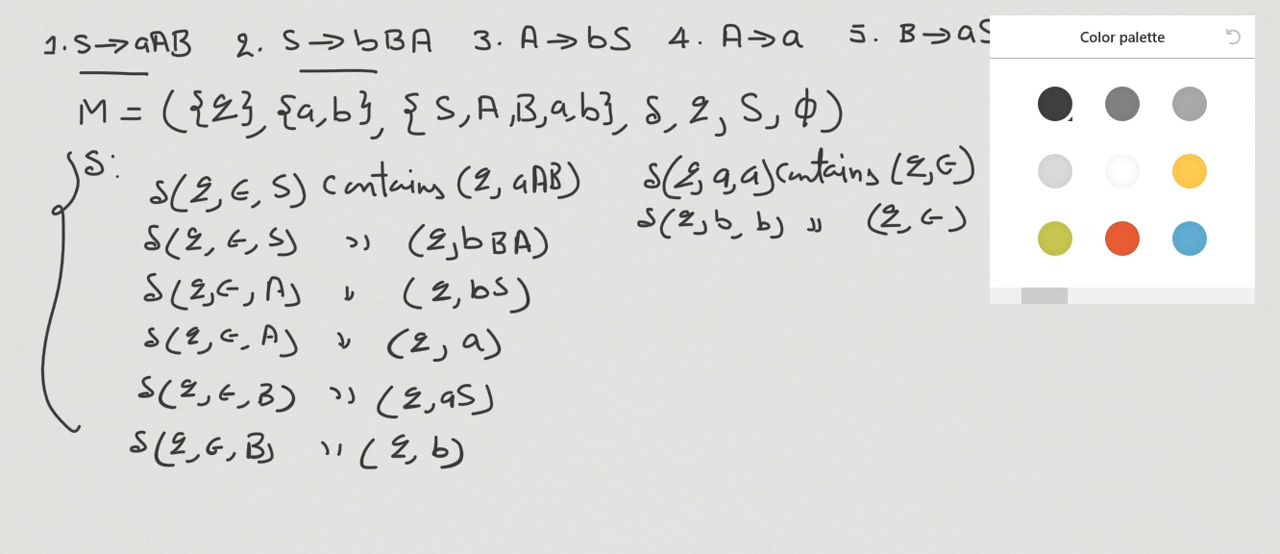 1. S→aAB 2. S→bBA 3. A→bS 4. A→a 5. B→aS
Color palette
M = ({q}, {a,b}, {S,A,B,a,b}, δ, q, S, ϕ)
δ:
δ(q, ϵ, S) contains (q, aAB)
δ(q, ϵ, S) " (q, bBA)
δ(q, ϵ, A) " (q, bS)
δ(q, ϵ, A) " (q, a)
δ(q, ϵ, B) " (q, aS)
δ(q, ϵ, B) " (q, b)
δ(q, a, a) contains (q, ϵ)
δ(q, b, b) " (q, ϵ)